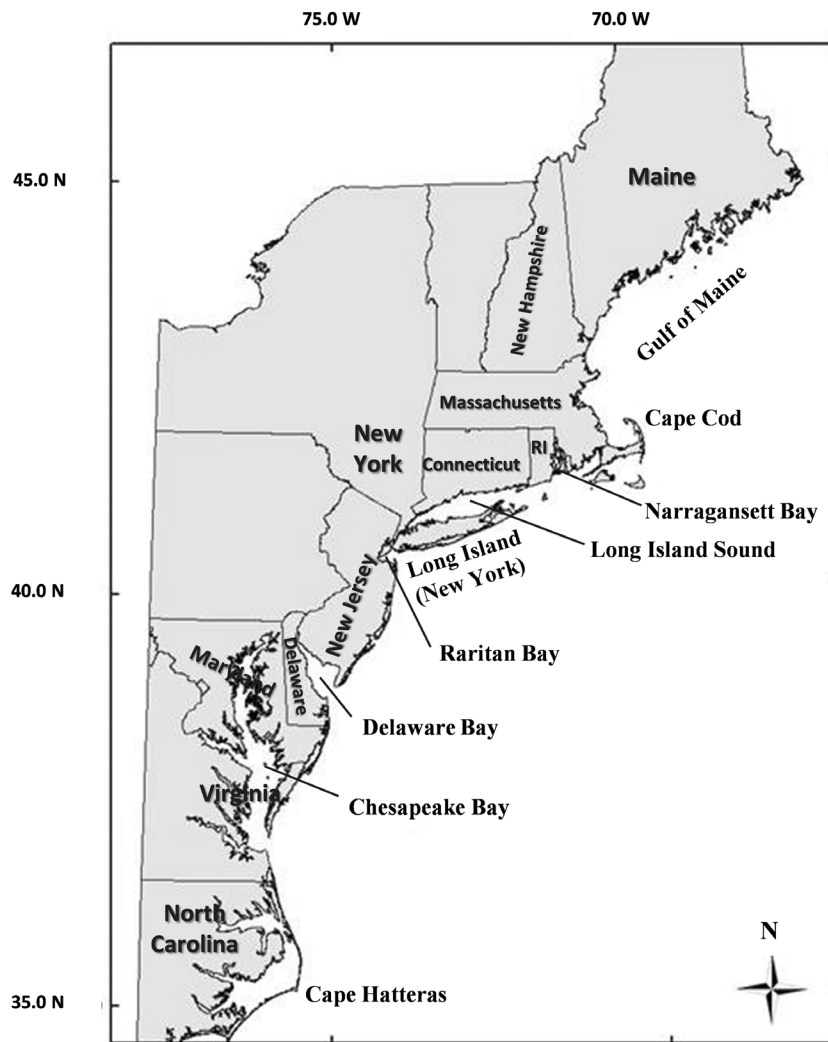 75.0 W
70.0 W
45.0 N
Maine
New Hampshire
Gulf of Maine
Massachusetts
Cape Cod
New
York
Connecticut
RI
Narragansett Bay
Long Island Sound
Long Island
(New York)
40.0 N
New Jersey
Raritan Bay
Maryland
Delaware
Delaware Bay
Virginia
Chesapeake Bay
North
Carolina
N
Cape Hatteras
35.0 N